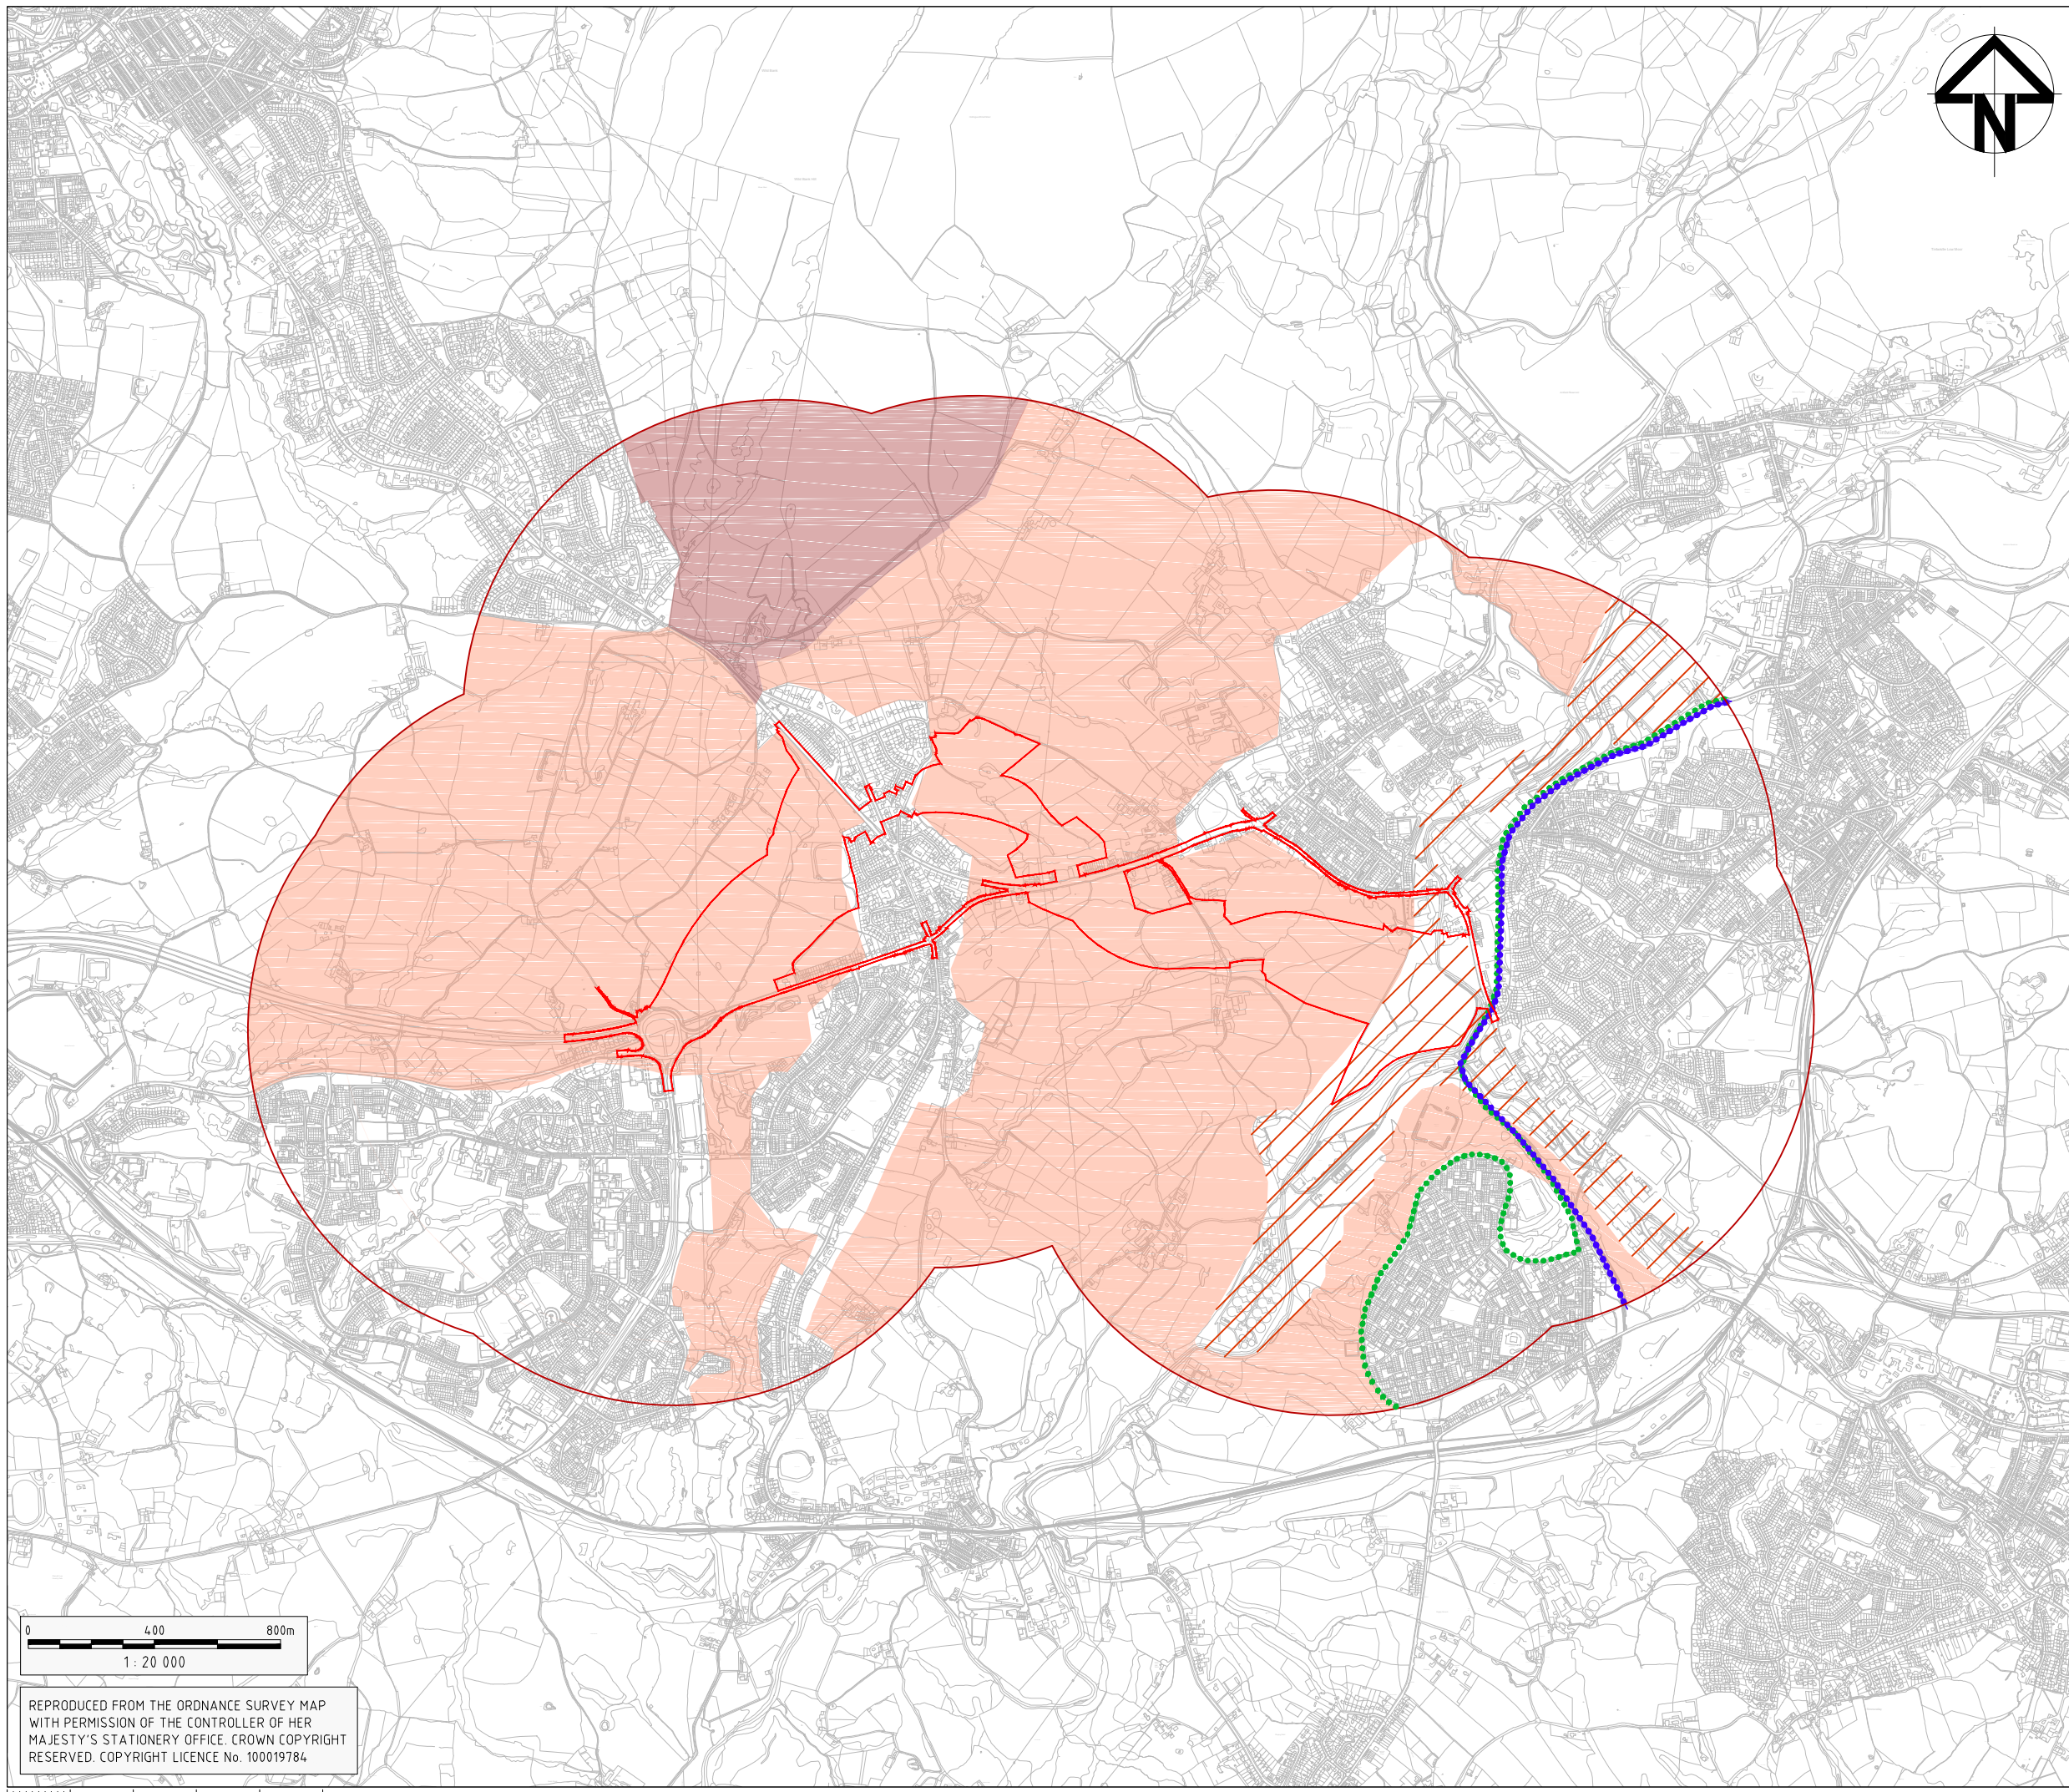 N
0 400 800m
1 : 20 000
REPRODUCED FROM THE ORDNANCE SURVEY MAP
WITH PERMISSION OF THE CONTROLLER OF HER
MAJESTY'S STATIONERY OFFICE. CROWN COPYRIGHT
RESERVED. COPYRIGHT LICENCE No. 100019784